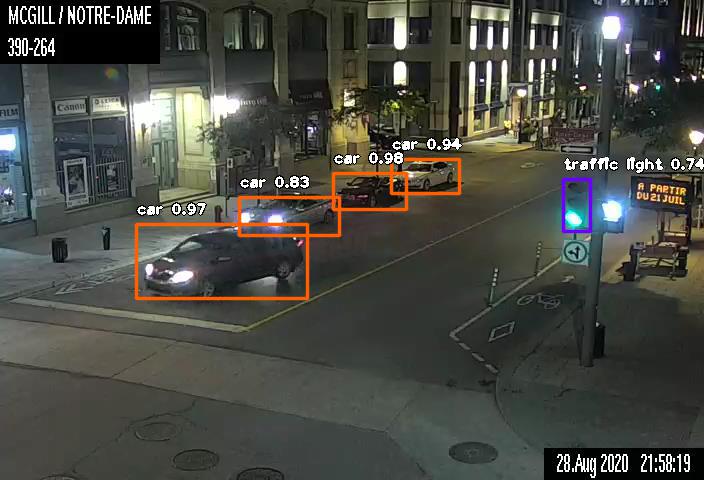 MCGILL / NOTRE-DAME
390-264
car 0.94
car 0.98
traffic light 0.74
car 0.83
car 0.97
Canon
FILM
A PARTIR
DU 21 JUIL
28.Aug 2020 21:58:19